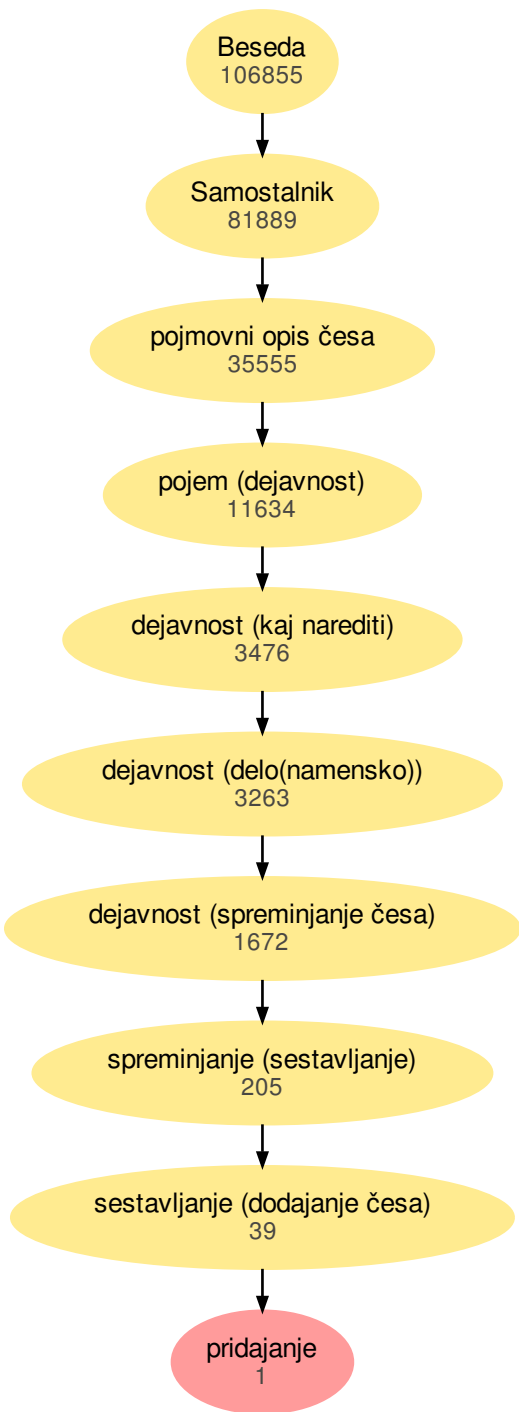 Beseda
106855
Samostalnik
81889
pojmovni opis česa
35555
pojem (dejavnost)
11634
dejavnost (kaj narediti)
3476
dejavnost (delo(namensko))
3263
dejavnost (spreminjanje česa)
1672
spreminjanje (sestavljanje)
205
sestavljanje (dodajanje česa)
39
pridajanje
1